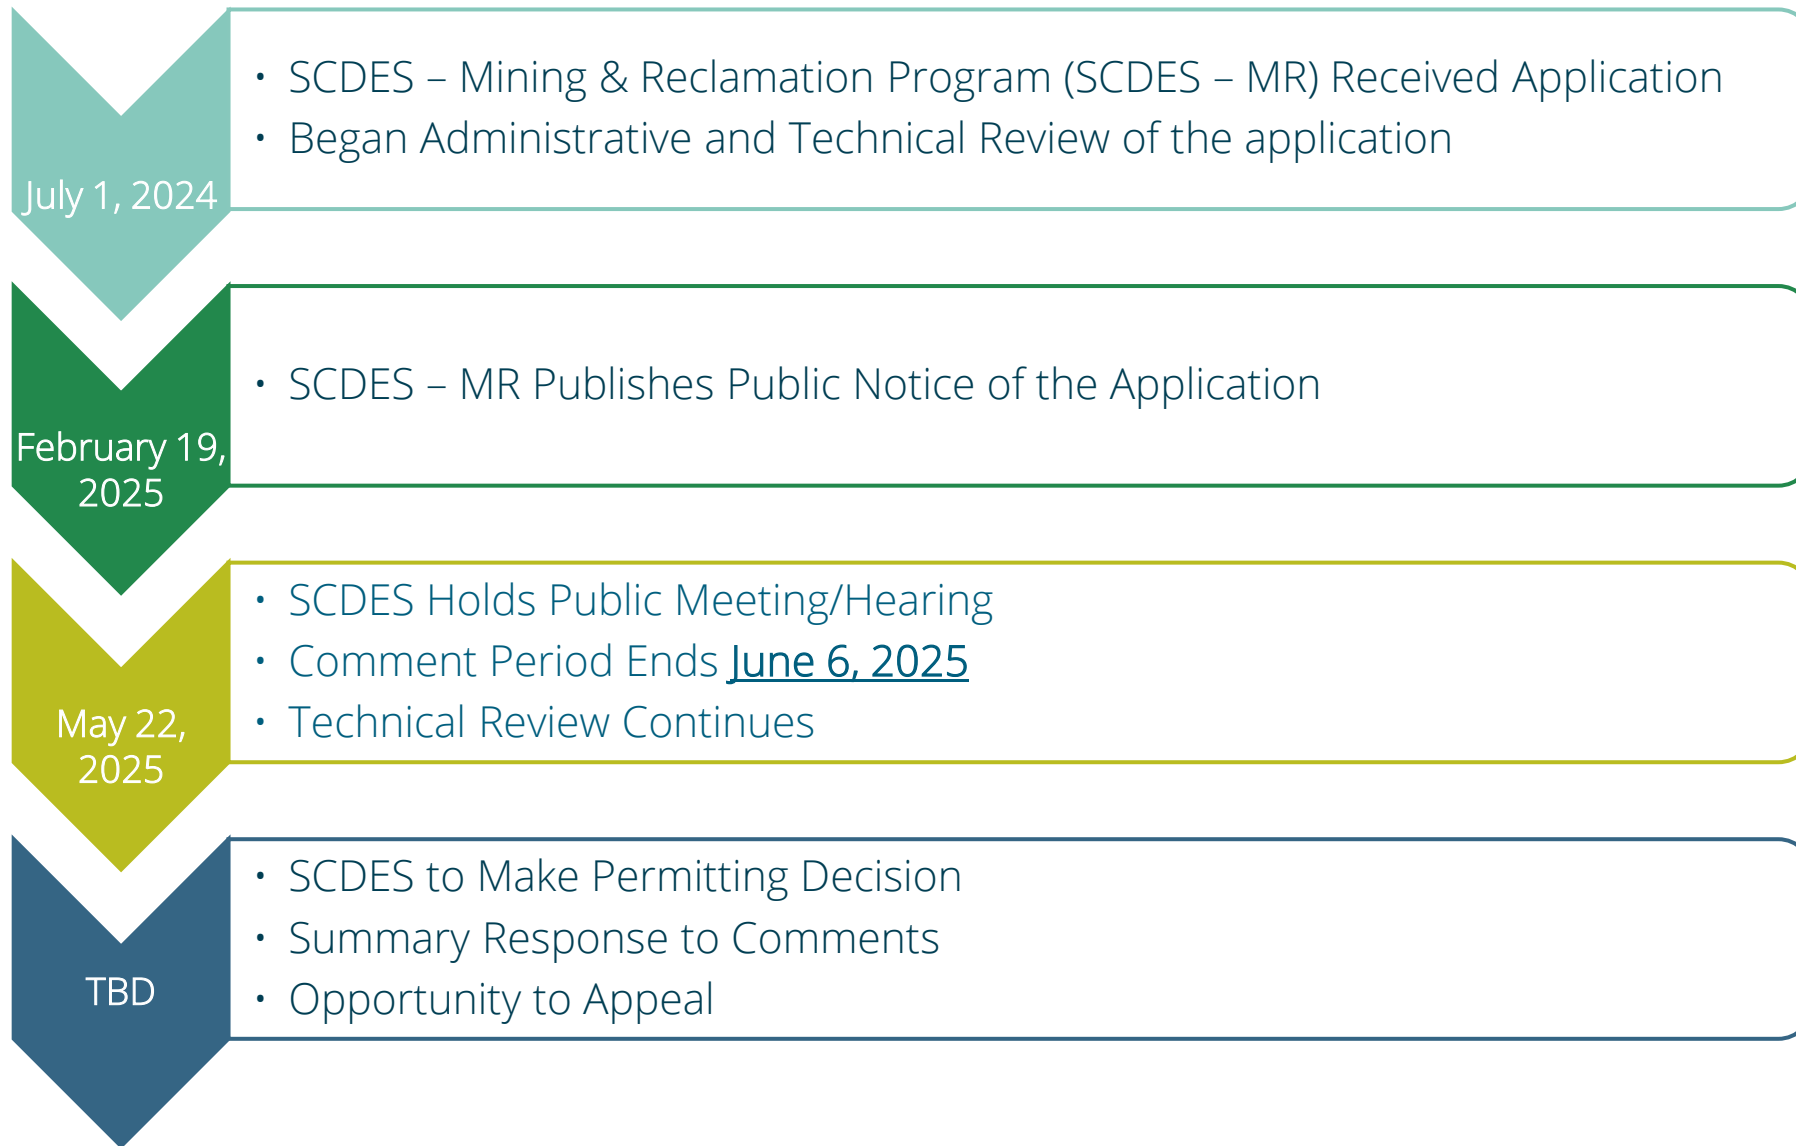 July 1, 2024
• SCDES – Mining & Reclamation Program (SCDES – MR) Received Application
• Began Administrative and Technical Review of the application
February 19,
2025
• SCDES – MR Publishes Public Notice of the Application
May 22,
2025
• SCDES Holds Public Meeting/Hearing
• Comment Period Ends June 6, 2025
• Technical Review Continues
TBD
• SCDES to Make Permitting Decision
• Summary Response to Comments
• Opportunity to Appeal